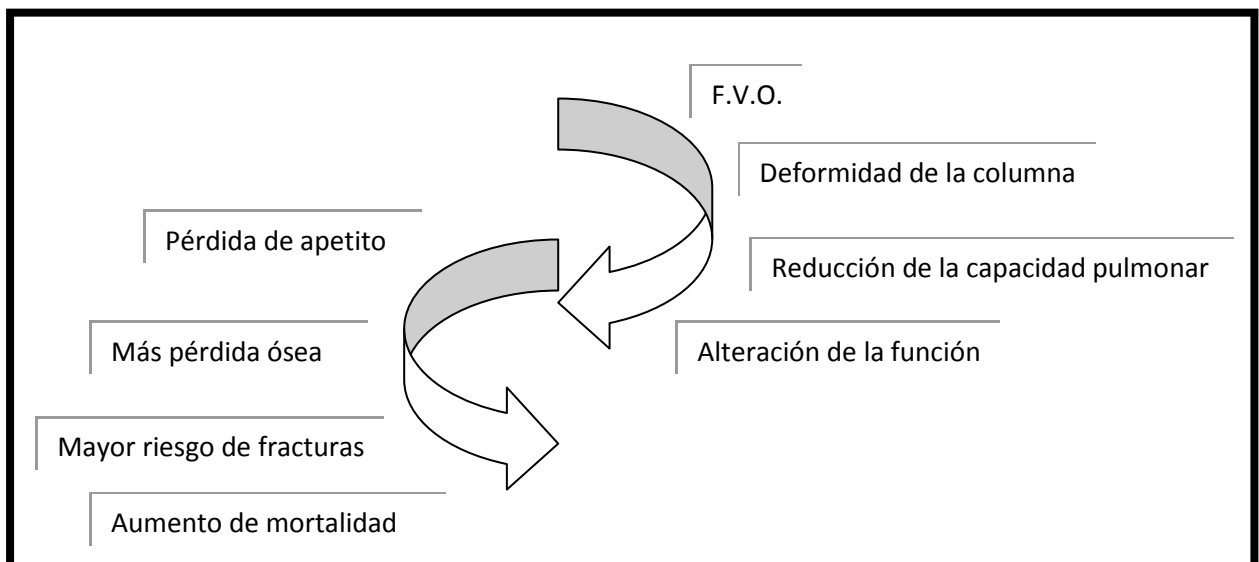 F.V.O.
Deformidad de la columna
Reducción de la capacidad pulmonar
Alteración de la función
Pérdida de apetito
Más pérdida ósea
Mayor riesgo de fracturas
Aumento de mortalidad